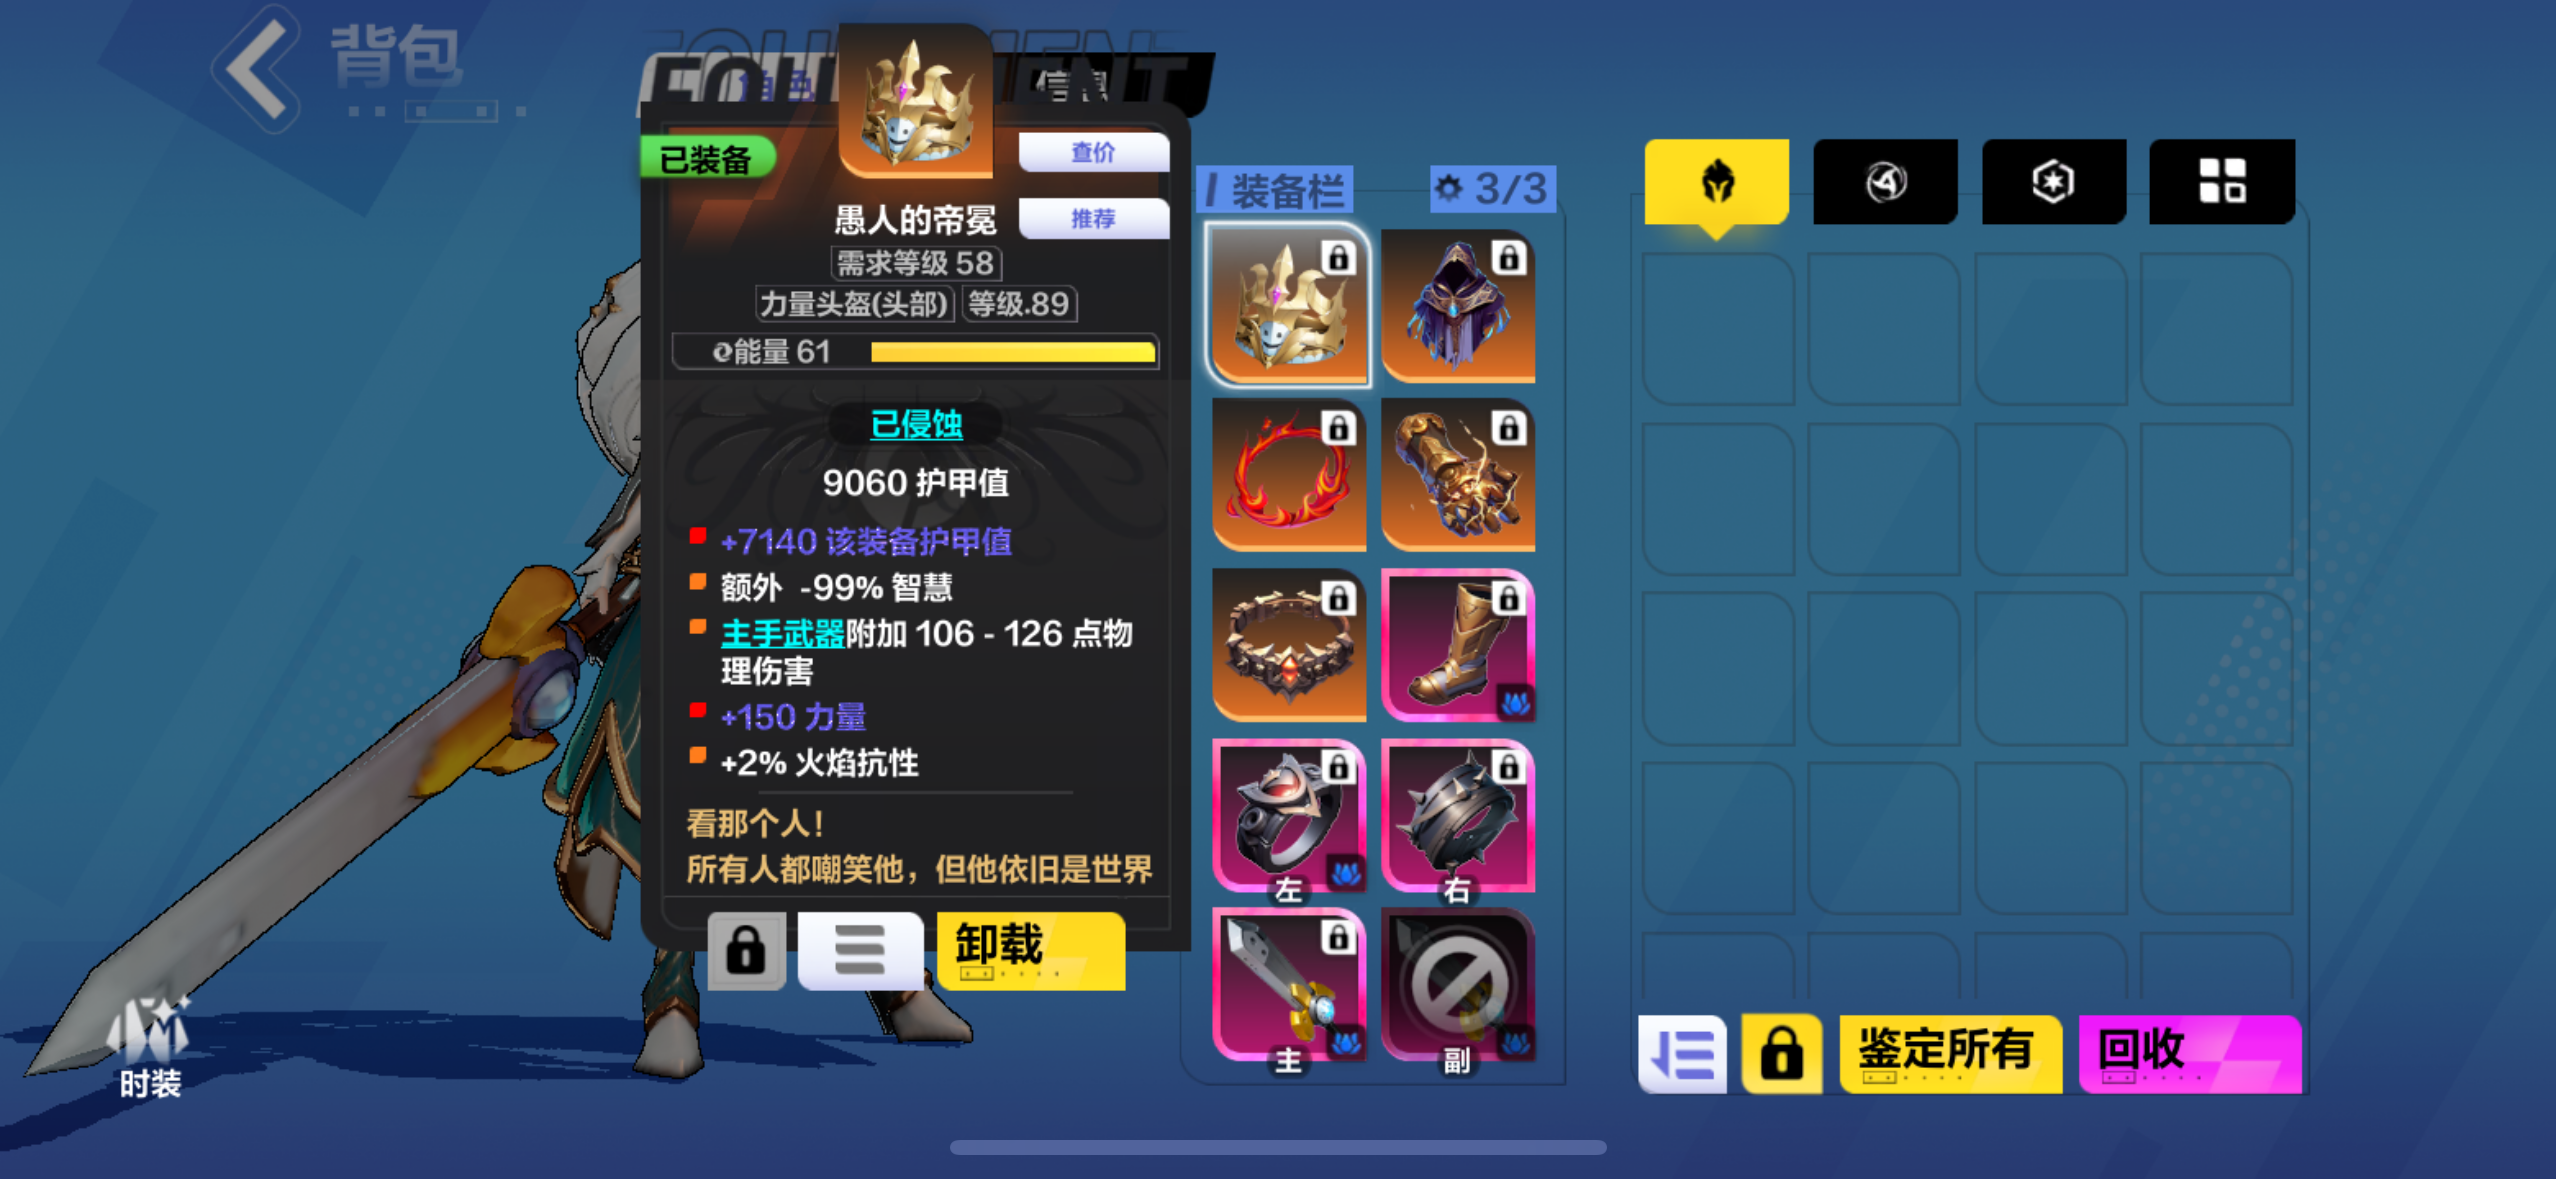 背包
角色
信息
已装备
查价
愚人的帝冕
推荐
需求等级 58
力量头盔(头部) 等级.89
能量 61
已侵蚀
9060 护甲值
+7140 该装备护甲值
额外 -99% 智慧
主手武器附加 106 - 126 点物
理伤害
+150 力量
+2% 火焰抗性
看那个人！
所有人都嘲笑他，但他依旧是世界
卸载
装备栏
3/3
左
右
主
副
时装
鉴定所有
回收